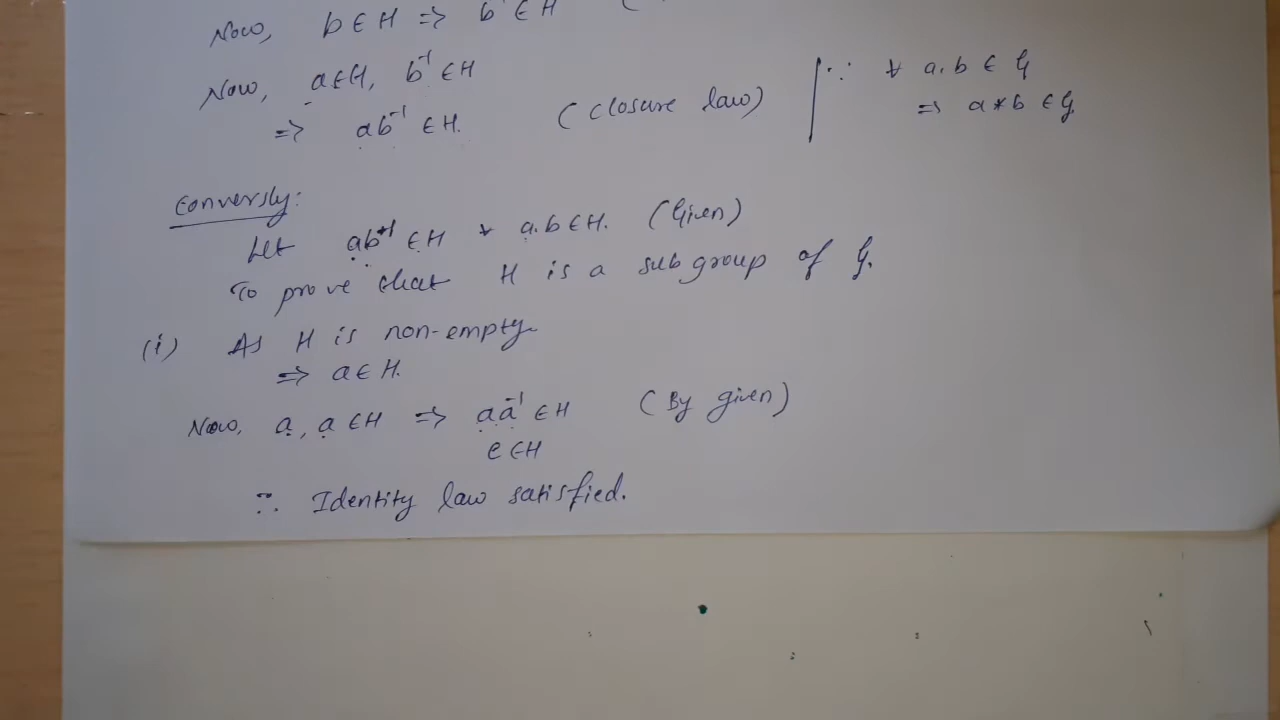 Now, b ∈ H ⇒ b⁻¹ ∈ H
Now, a ∈ H, b⁻¹ ∈ H
⇒ ab⁻¹ ∈ H. (Closure law)
∵ ∀ a, b ∈ G
⇒ a * b ∈ G
Conversly:
Let ab⁻¹ ∈ H ∀ a, b ∈ H. (Given)
To prove that H is a subgroup of G.
(i) As H is non-empty
⇒ a ∈ H.
Now, a, a ∈ H ⇒ aa⁻¹ ∈ H (By given)
e ∈ H
∴ Identity law satisfied.